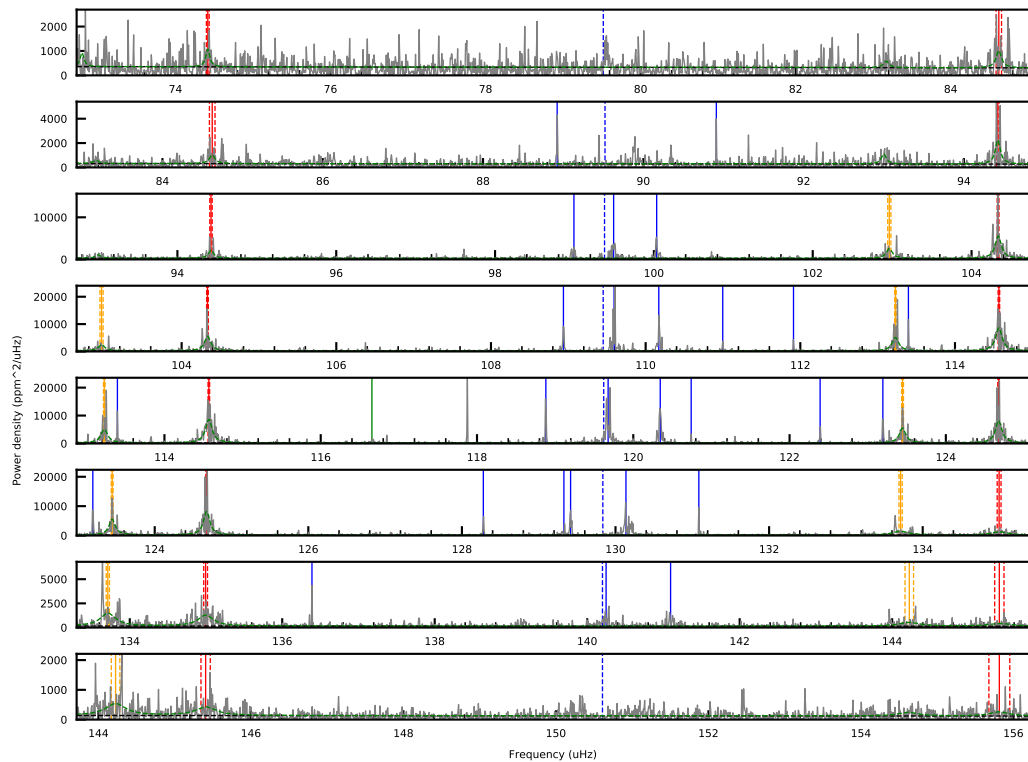 2000
1000
0
74 76 78 80 82 84
4000
2000
0
84 86 88 90 92 94
10000
0
94 96 98 100 102 104
20000
10000
0
104 106 108 110 112 114
20000
10000
0
114 116 118 120 122 124
20000
10000
0
124 126 128 130 132 134
5000
2500
0
134 136 138 140 142 144
2000
1000
0
144 146 148 150 152 154 156
Power density (ppm^2/uHz)
Frequency (uHz)